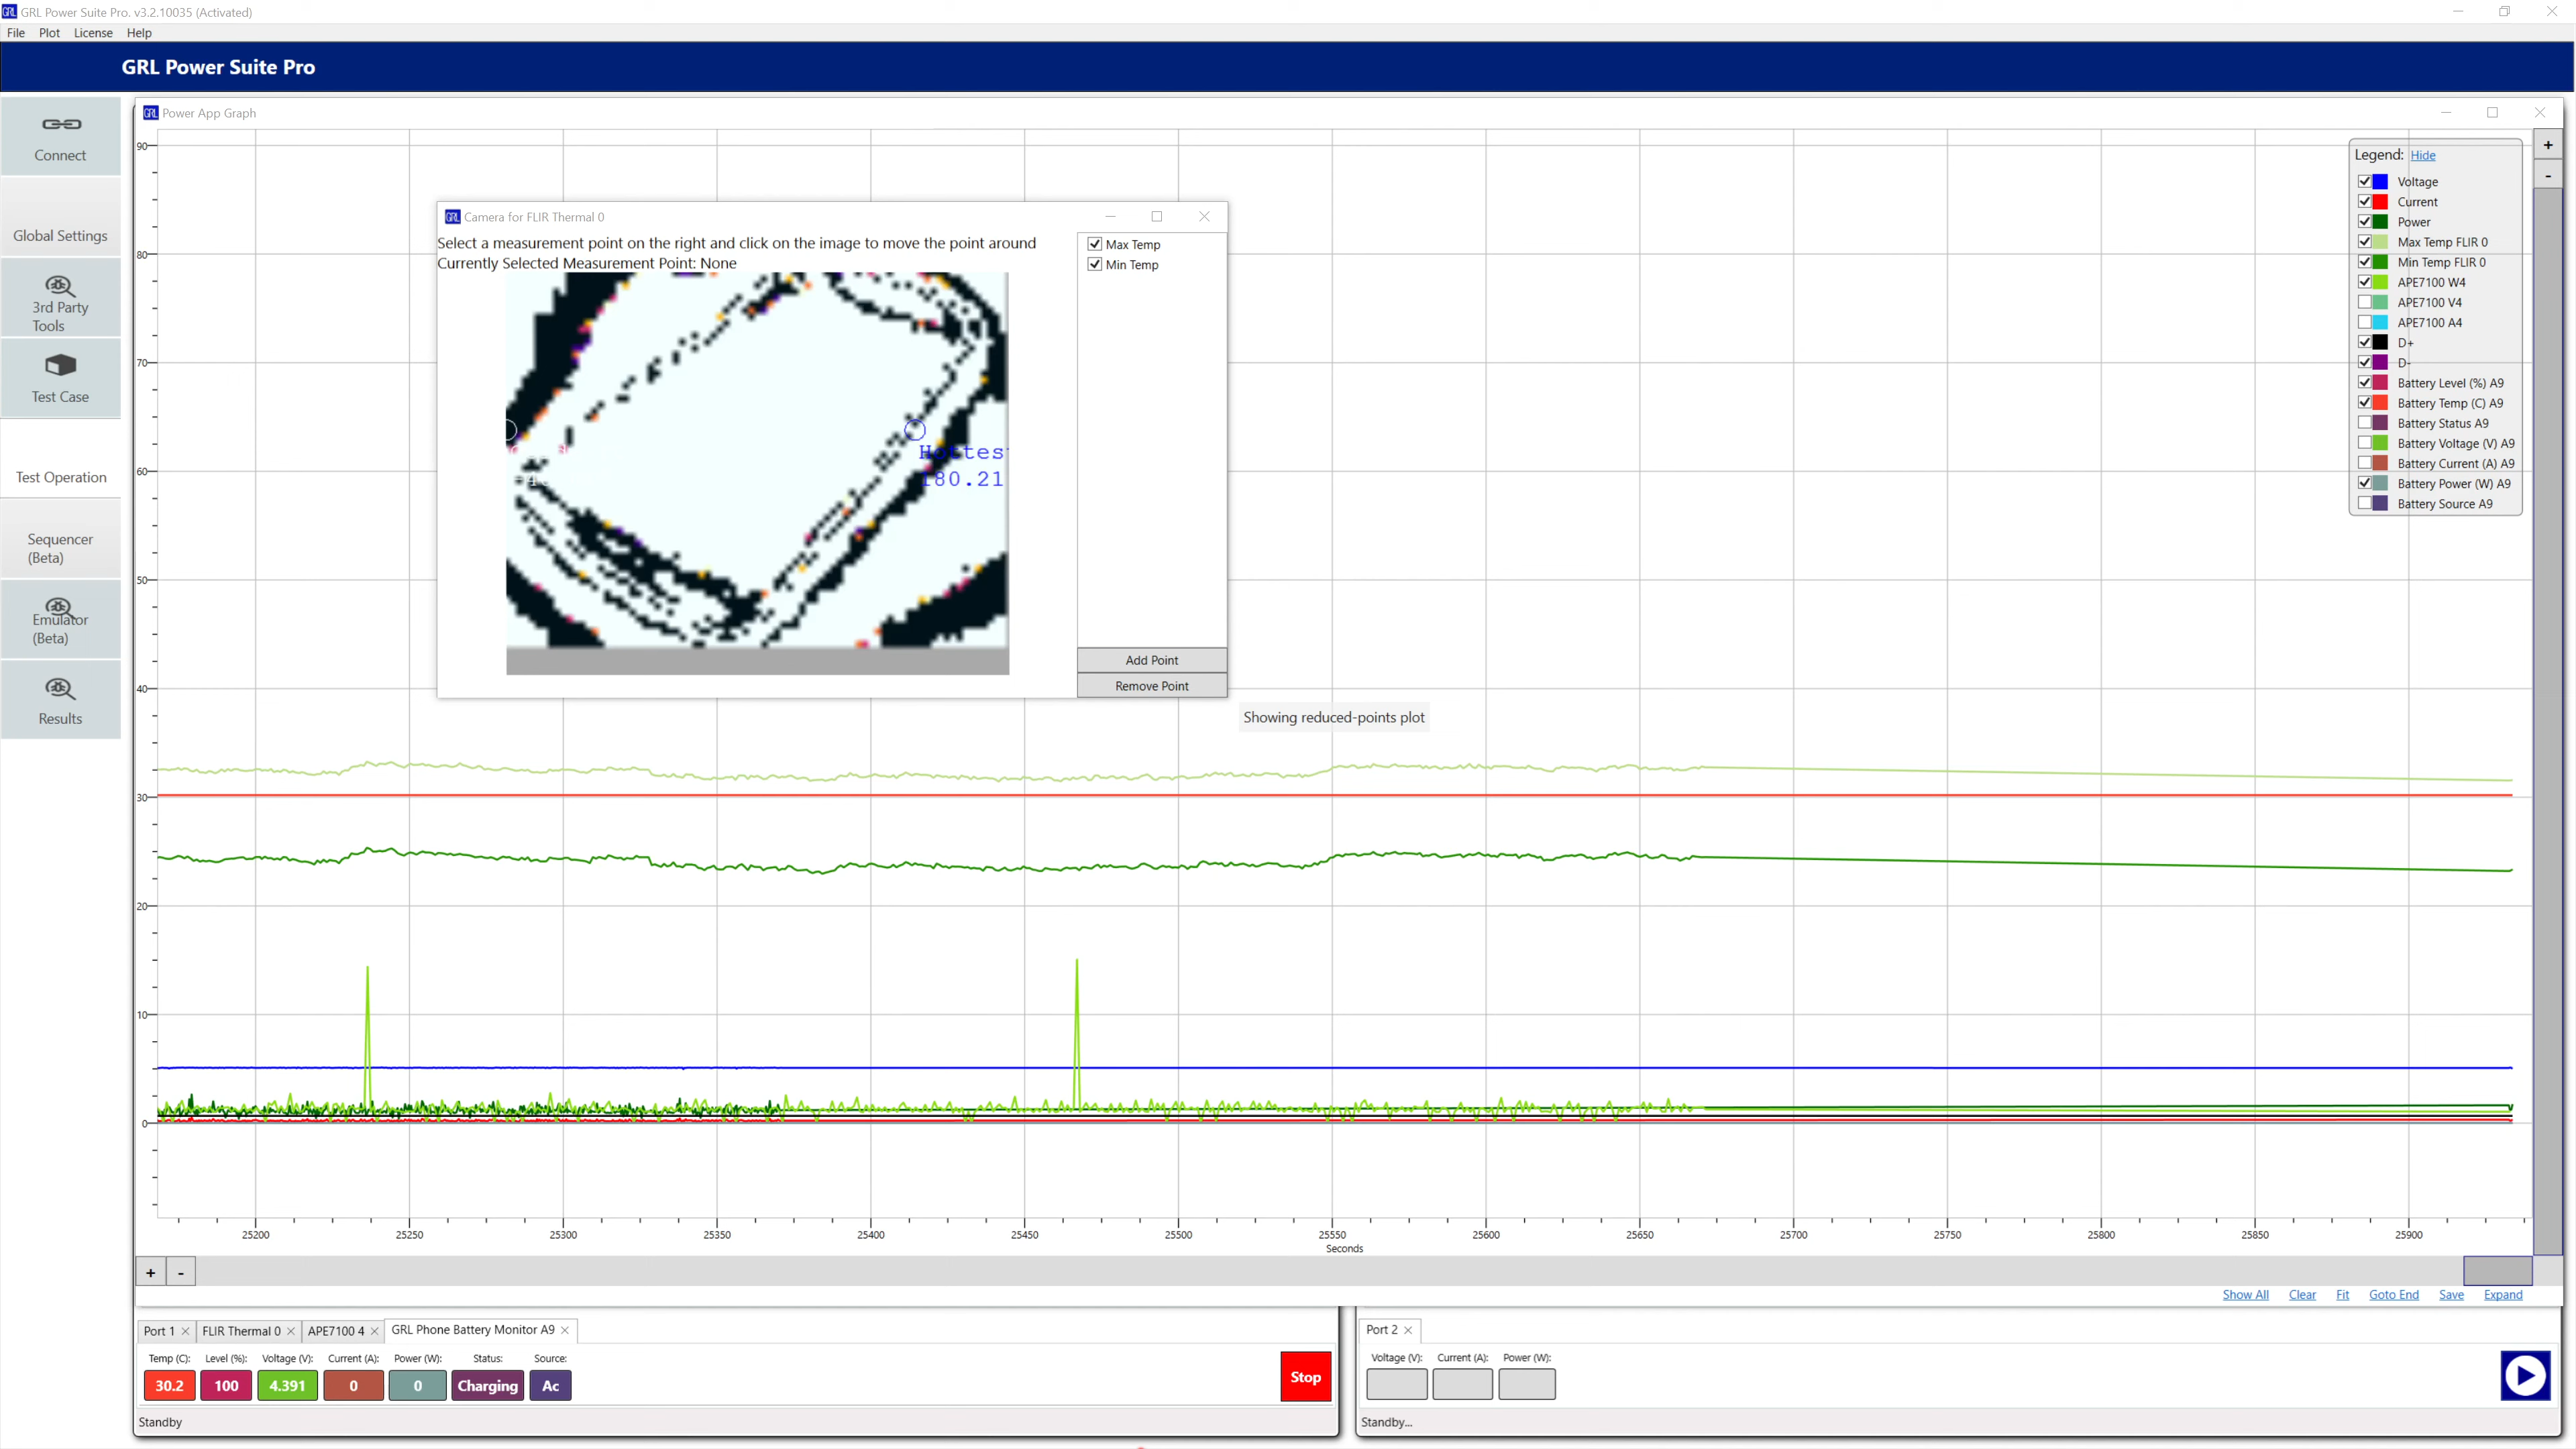 GRL Power Suite Pro. v3.2.10035 (Activated)
File Plot License Help
GRL Power Suite Pro
Connect
Global Settings
3rd Party
Tools
Test Case
Test Operation
Sequencer
(Beta)
Emulator
(Beta)
Results
GRL Power App Graph
90
80
70
60
50
40
30
20
10
0
25200 25250 25300 25350 25400 25450 25500 25550 25600 25650 25700 25750 25800 25850 25900
Seconds
GRL Camera for FLIR Thermal 0
Select a measurement point on the right and click on the image to move the point around
Currently Selected Measurement Point: None
180.21
Max Temp
Min Temp
Add Point
Remove Point
Showing reduced-points plot
Legend: Hide
Voltage
Current
Power
Max Temp FLIR 0
Min Temp FLIR 0
APE7100 W4
APE7100 V4
APE7100 A4
D+
D-
Battery Level (%) A9
Battery Temp (C) A9
Battery Status A9
Battery Voltage (V) A9
Battery Current (A) A9
Battery Power (W) A9
Battery Source A9
+
-
+ -
Show All Clear Fit Goto End Save Expand
Port 1 FLIR Thermal 0 APE7100 4 GRL Phone Battery Monitor A9
Temp (C): Level (%): Voltage (V): Current (A): Power (W): Status: Source:
30.2 100 4.391 0 0 Charging Ac
Stop
Standby
Port 2
Voltage (V): Current (A): Power (W):
Standby...